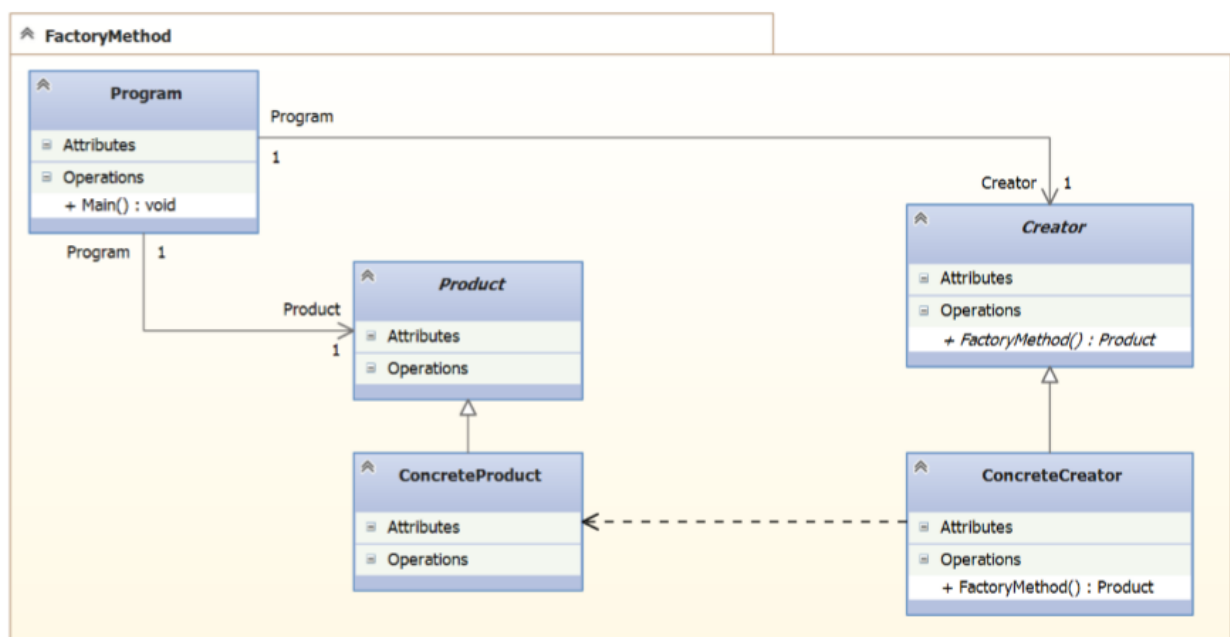 FactoryMethod
Program
Attributes
Operations
+ Main() : void
Program
1
Creator
1
Program
1
Product
1
Product
Attributes
Operations
Creator
Attributes
Operations
+ FactoryMethod() : Product
ConcreteProduct
Attributes
Operations
ConcreteCreator
Attributes
Operations
+ FactoryMethod() : Product